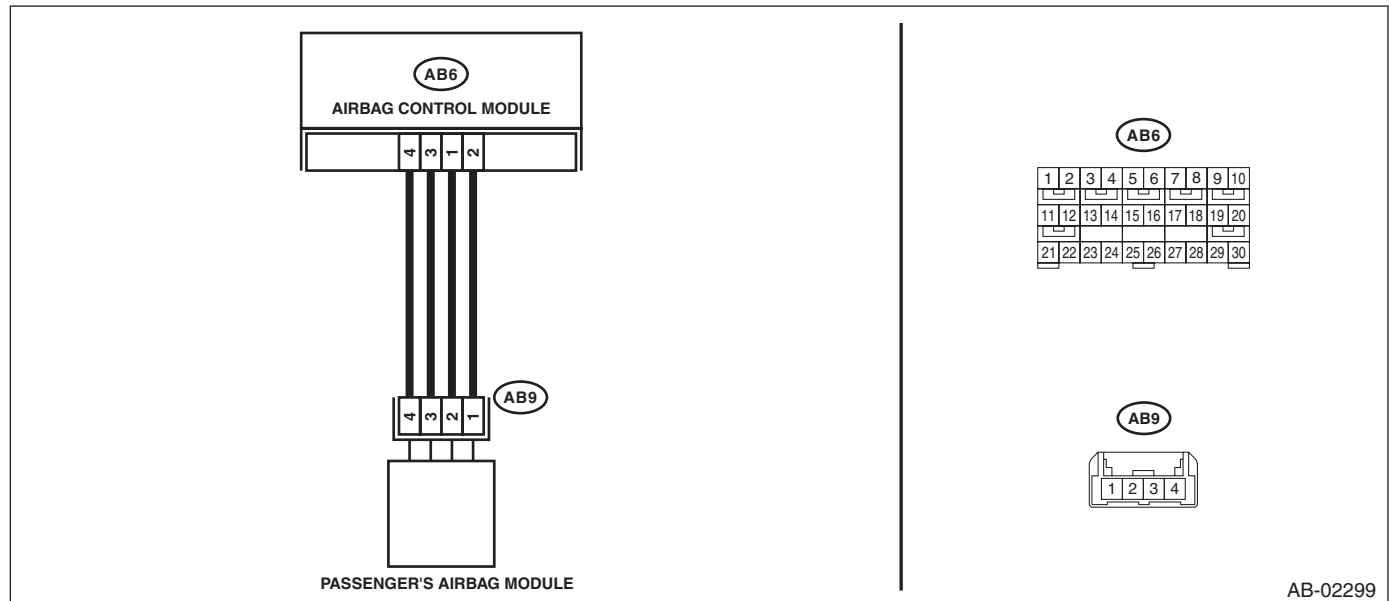 AB6
AIRBAG CONTROL MODULE
4 3 1 2
4 3 2 1
AB9
PASSENGER'S AIRBAG MODULE
AB6
1 2 3 4 5 6 7 8 9 10
11 12 13 14 15 16 17 18 19 20
21 22 23 24 25 26 27 28 29 30
AB9
1 2 3 4
AB-02299